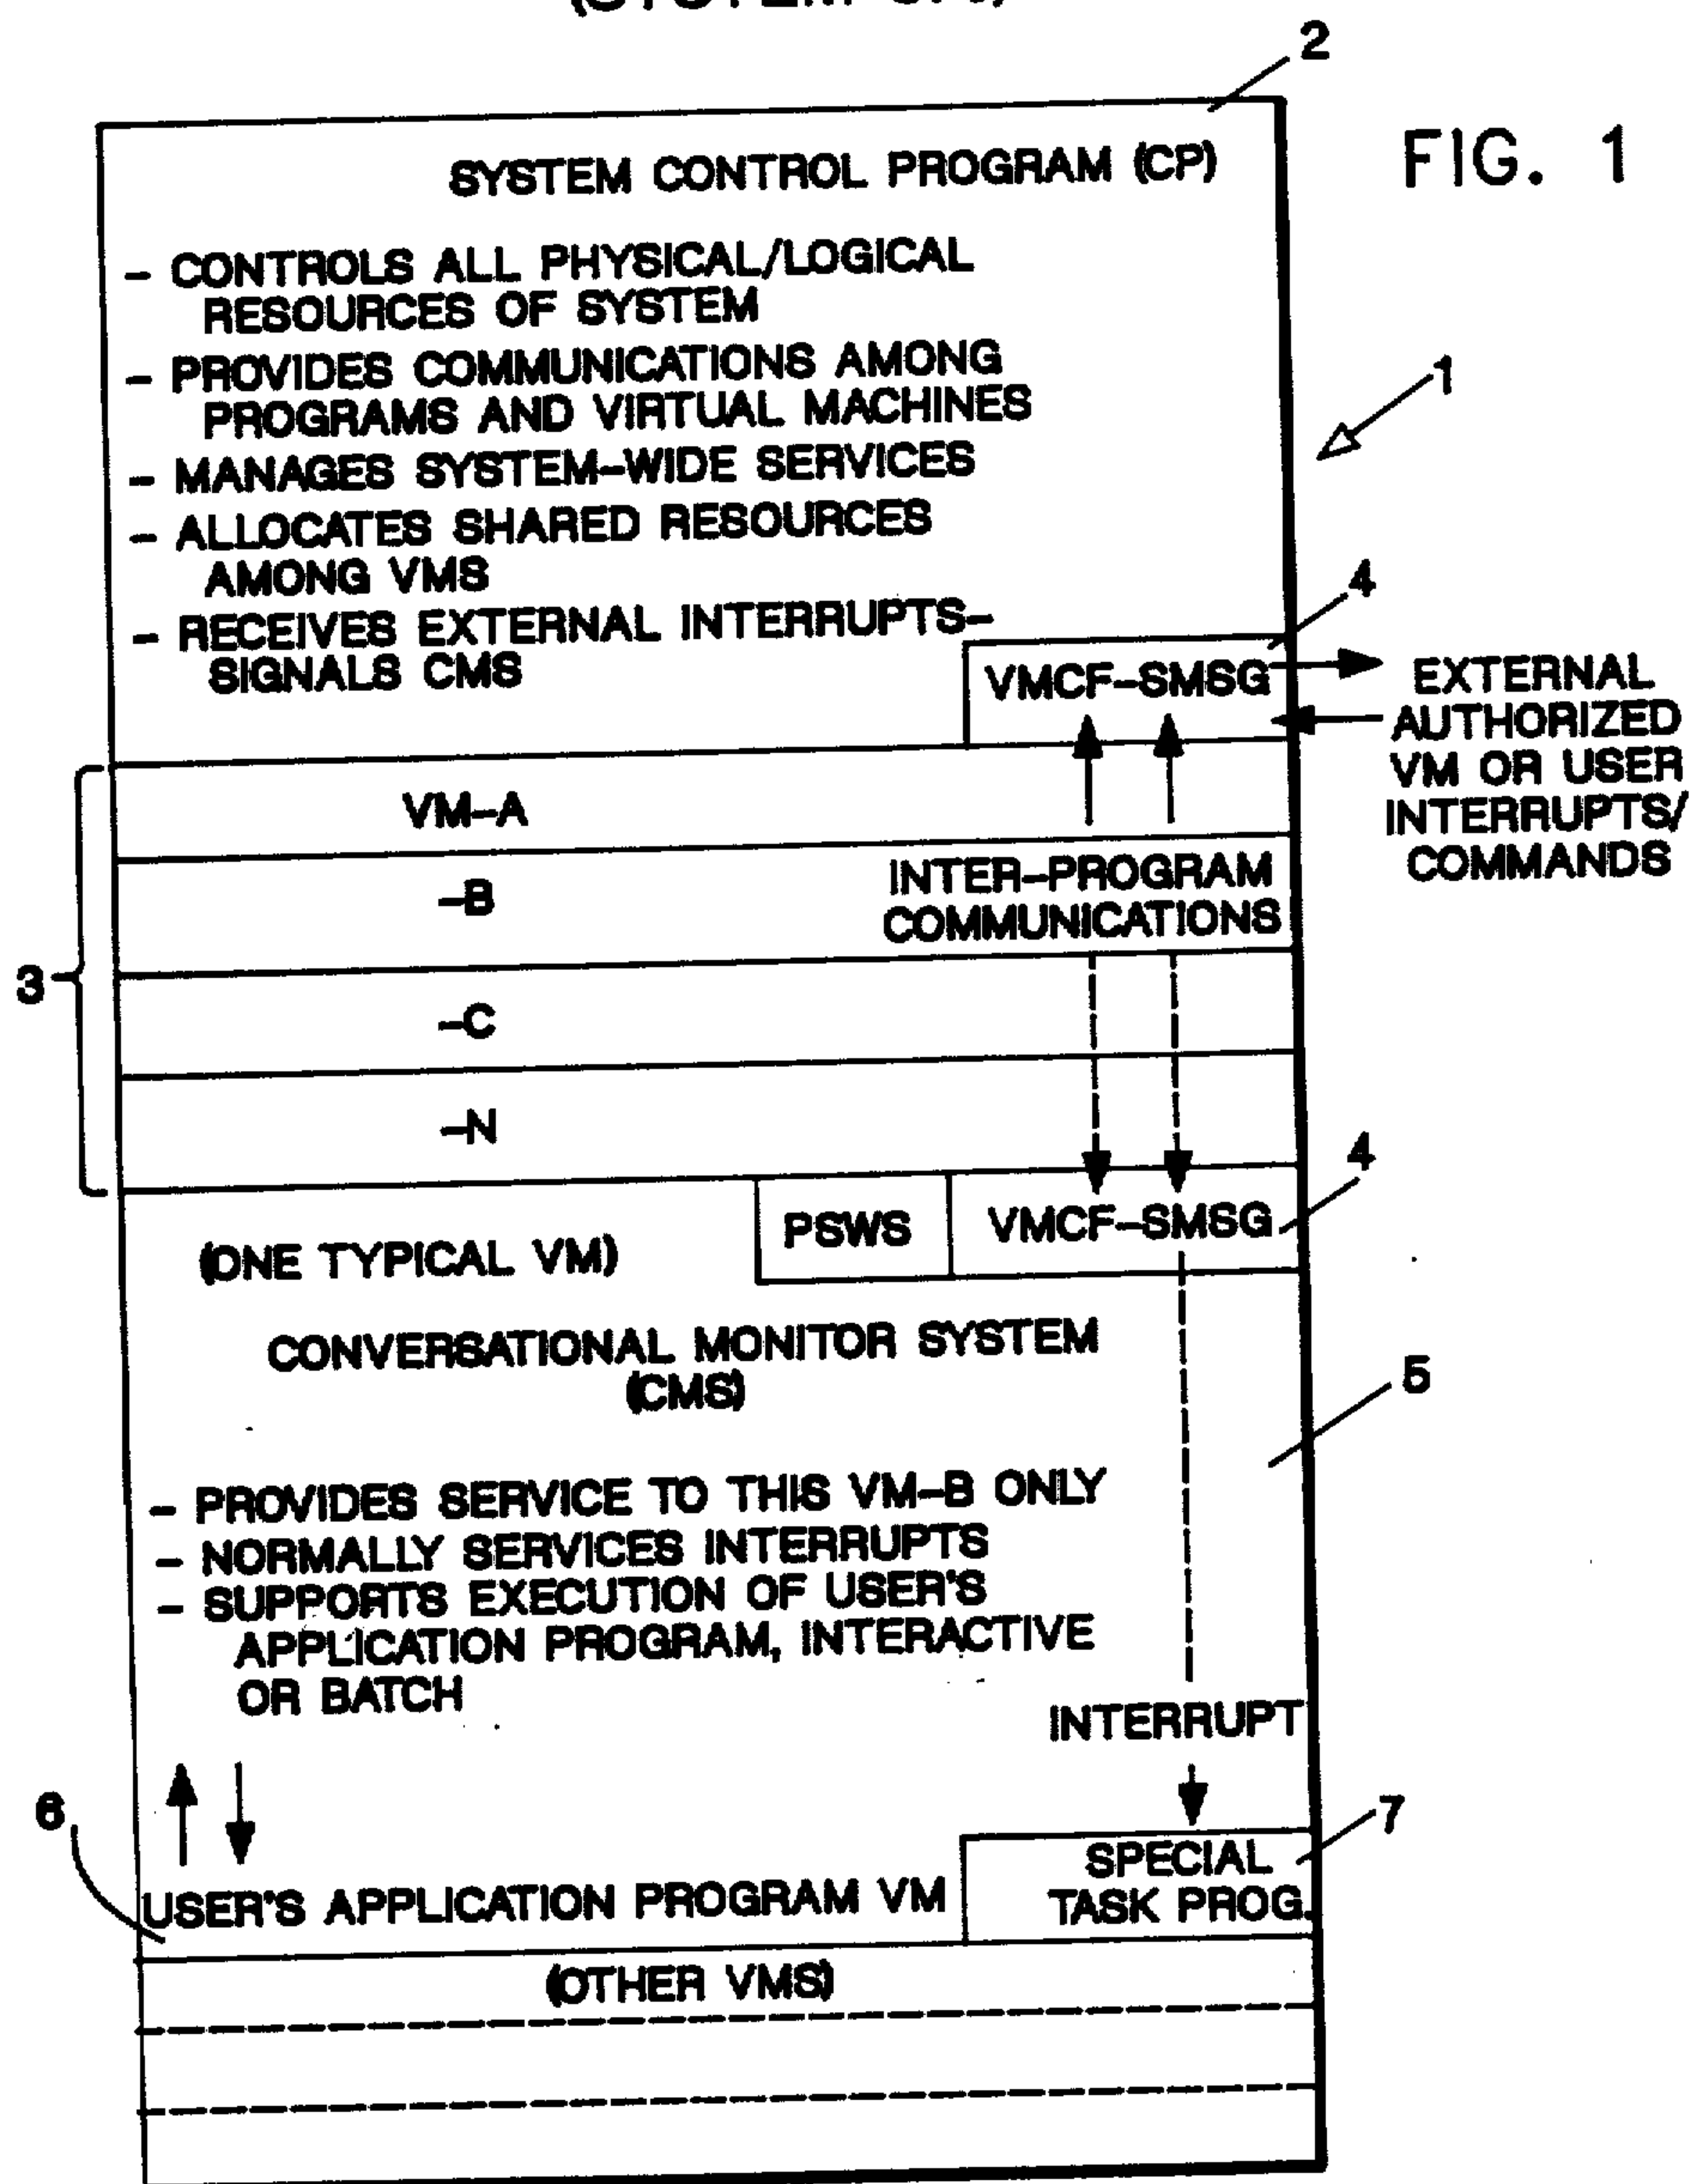 2
FIG. 1
SYSTEM CONTROL PROGRAM (CP)
- CONTROLS ALL PHYSICAL/LOGICAL
RESOURCES OF SYSTEM
- PROVIDES COMMUNICATIONS AMONG
PROGRAMS AND VIRTUAL MACHINES
1
- MANAGES SYSTEM-WIDE SERVICES
- ALLOCATES SHARED RESOURCES
AMONG VMS
- RECEIVES EXTERNAL INTERRUPTS-
SIGNALS CMS
4
VMCF-SMSG
EXTERNAL
AUTHORIZED
VM OR USER
INTERRUPTS/
COMMANDS
3
VM-A
-B
INTER-PROGRAM
COMMUNICATIONS
-C
-N
4
(ONE TYPICAL VM)
PSWS
VMCF-SMSG
CONVERSATIONAL MONITOR SYSTEM
(CMS)
5
- PROVIDES SERVICE TO THIS VM-B ONLY
- NORMALLY SERVICES INTERRUPTS
- SUPPORTS EXECUTION OF USER'S
APPLICATION PROGRAM, INTERACTIVE
OR BATCH
INTERRUPT
6
7
USER'S APPLICATION PROGRAM VM
SPECIAL
TASK PROG.
(OTHER VMS)